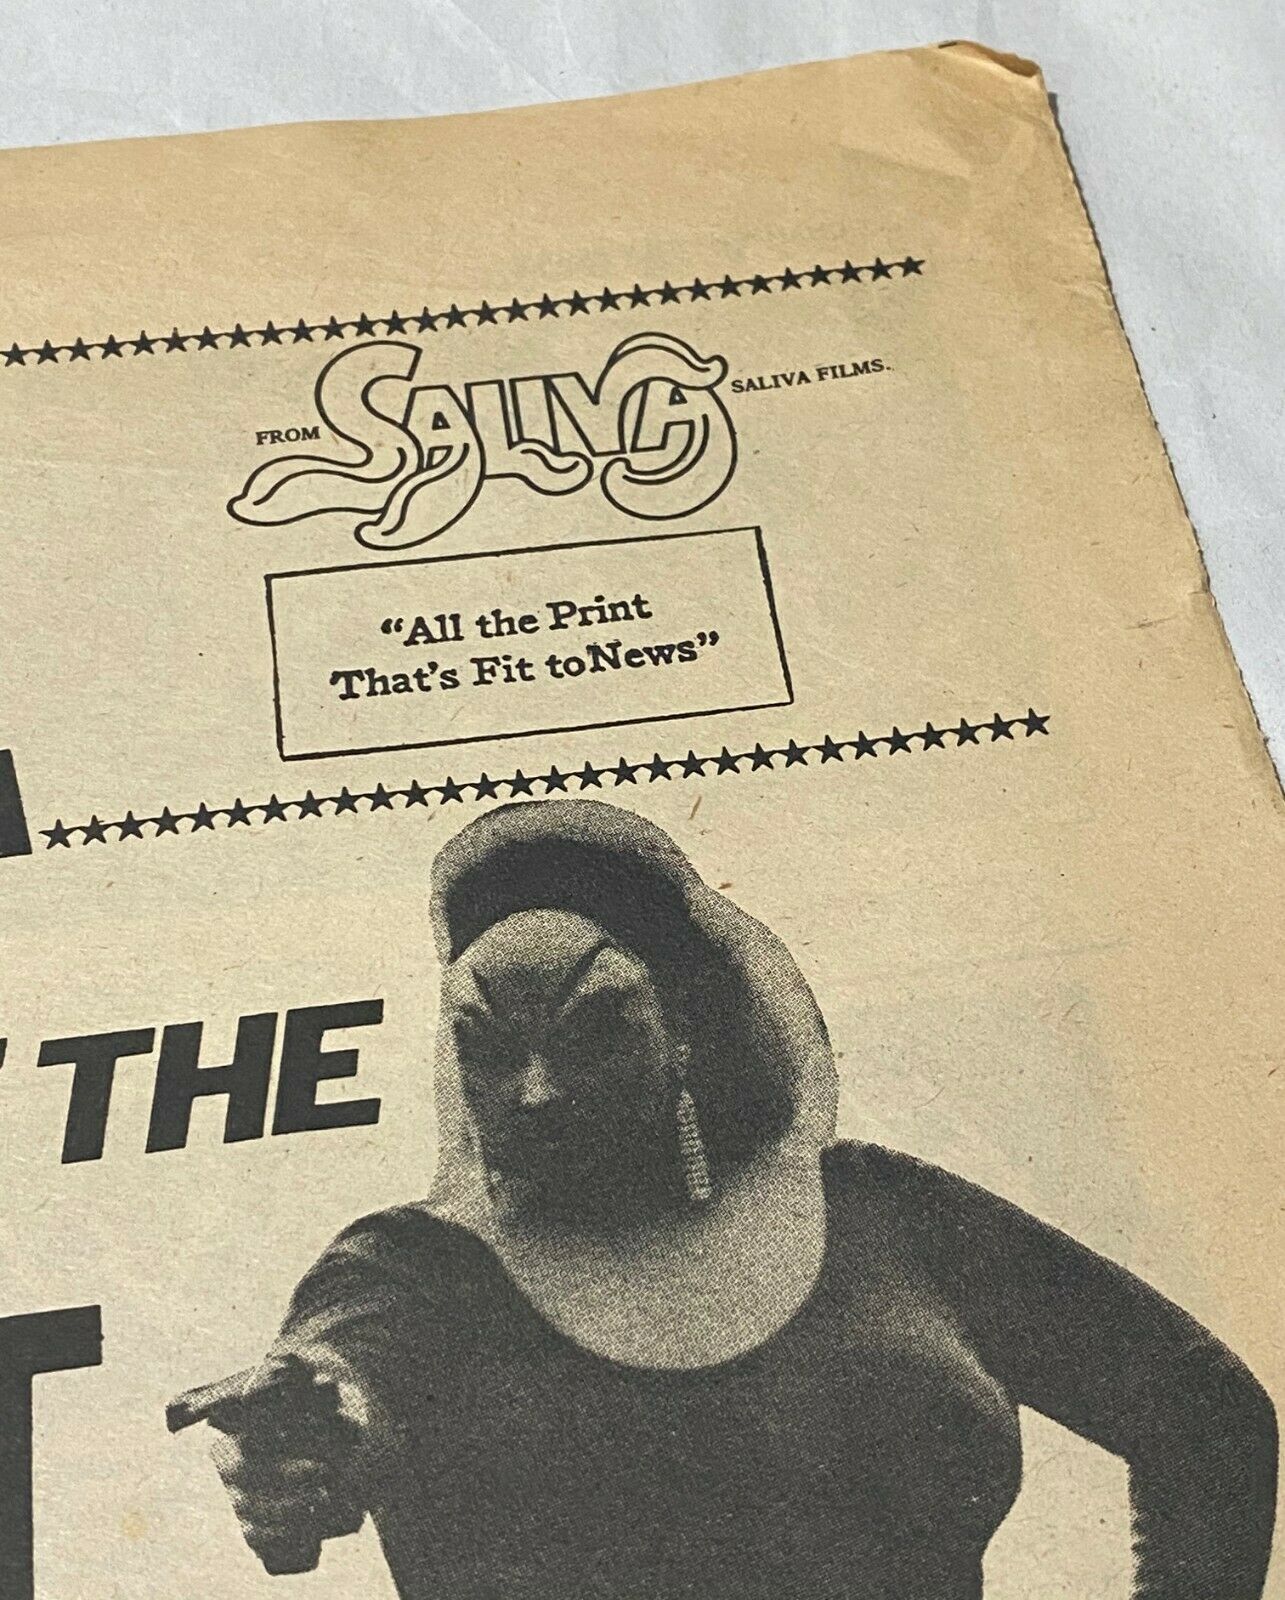 FROM SALIVA SALIVA FILMS.
“All the Print
That's Fit to News”
THE
T